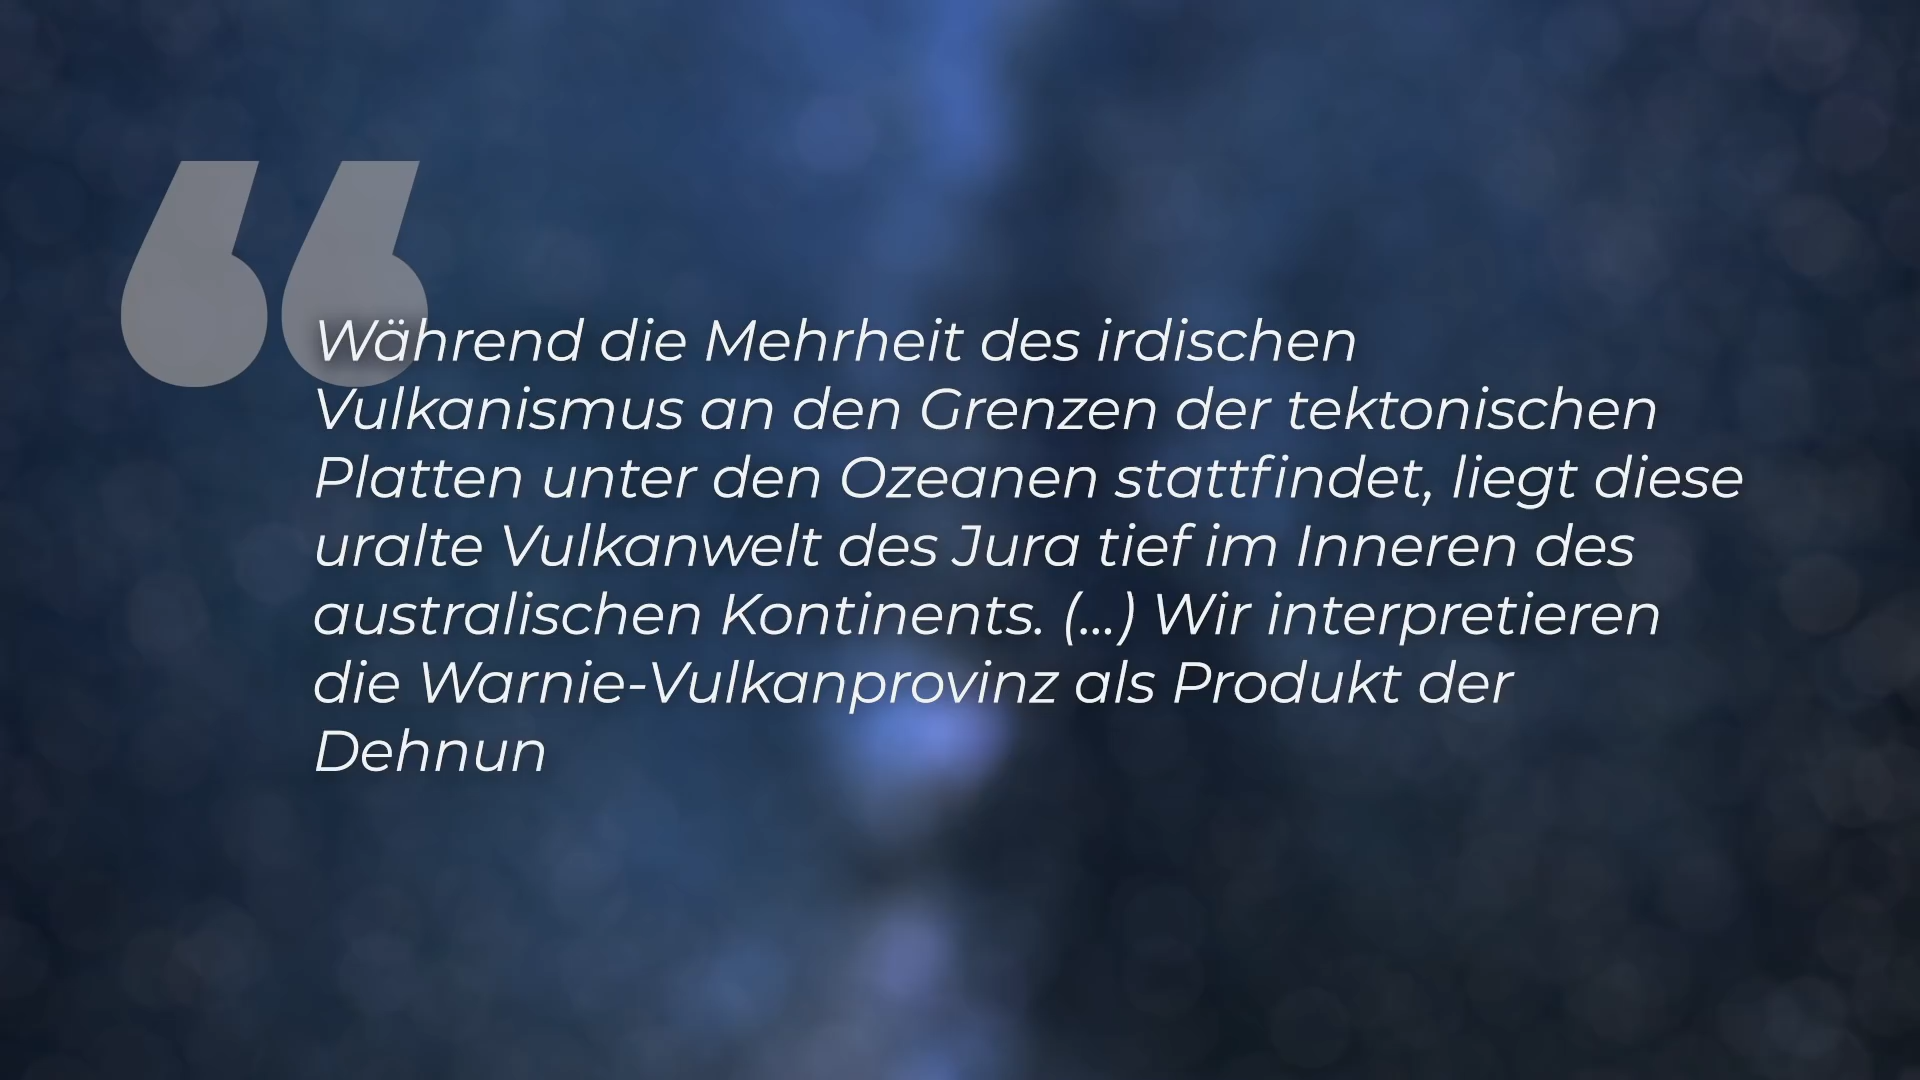 Während die Mehrheit des irdischen
Vulkanismus an den Grenzen der tektonischen
Platten unter den Ozeanen stattfindet, liegt diese
uralte Vulkanwelt des Jura tief im Inneren des
australischen Kontinents. (...) Wir interpretieren
die Warnie-Vulkanprovinz als Produkt der
Dehnun